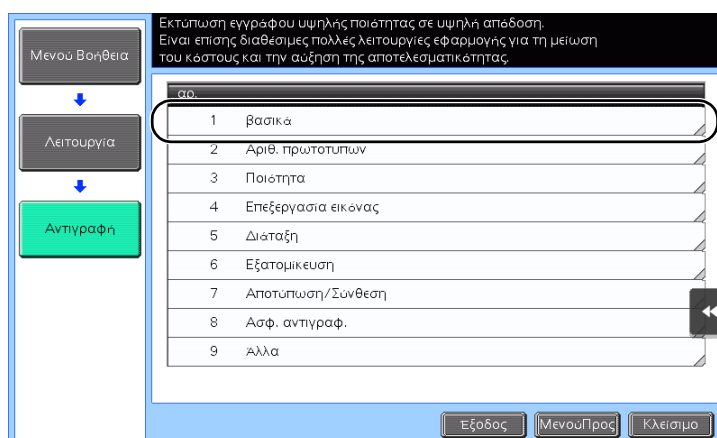 Εκτύπωση εγγράφου υψηλής ποιότητας σε υψηλή απόδοση.
Είναι επίσης διαθέσιμες πολλές λειτουργίες εφαρμογής για τη μείωση
του κόστους και την αύξηση της αποτελεσματικότητας.
Μενού Βοήθεια
Λειτουργία
Αντιγραφή
αρ.
1 βασικά
2 Αριθ. πρωτοτυπων
3 Ποιότητα
4 Επεξεργασία εικόνας
5 Διάταξη
6 Εξατομίκευση
7 Αποτύπωση/Σύνθεση
8 Ασφ. αντιγραφ.
9 Άλλα
Έξοδος
ΜενούΠρος
Κλείσιμο